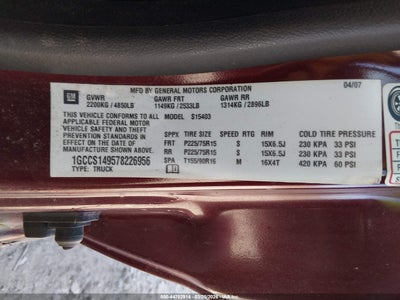 GM
MFD BY GENERAL MOTORS CORPORATION 04/07
GVWR GAWR FRT GAWR RR
2200KG / 4850LB 1149KG / 2533LB 1314KG / 2896LB
THIS VEHICLE CONFORMS TO ALL S15403
APPLICABLE FEDERAL MOTOR
VEHICLE SAFETY AND THEFT
PREVENTION STANDARDS IN
EFFECT ON THE DATE OF
MANUFACTURE SHOWN ABOVE.
1GCCS149578226956
TYPE: TRUCK
SPPX TIRE SIZE SPEED RTG RIM COLD TIRE PRESSURE
FRT P225/75R15 S 15X6.5J 230 KPA 33 PSI
RR P225/75R15 S 15X6.5J 230 KPA 33 PSI
SPA T155/90R16 M 16X4T 420 KPA 60 PSI